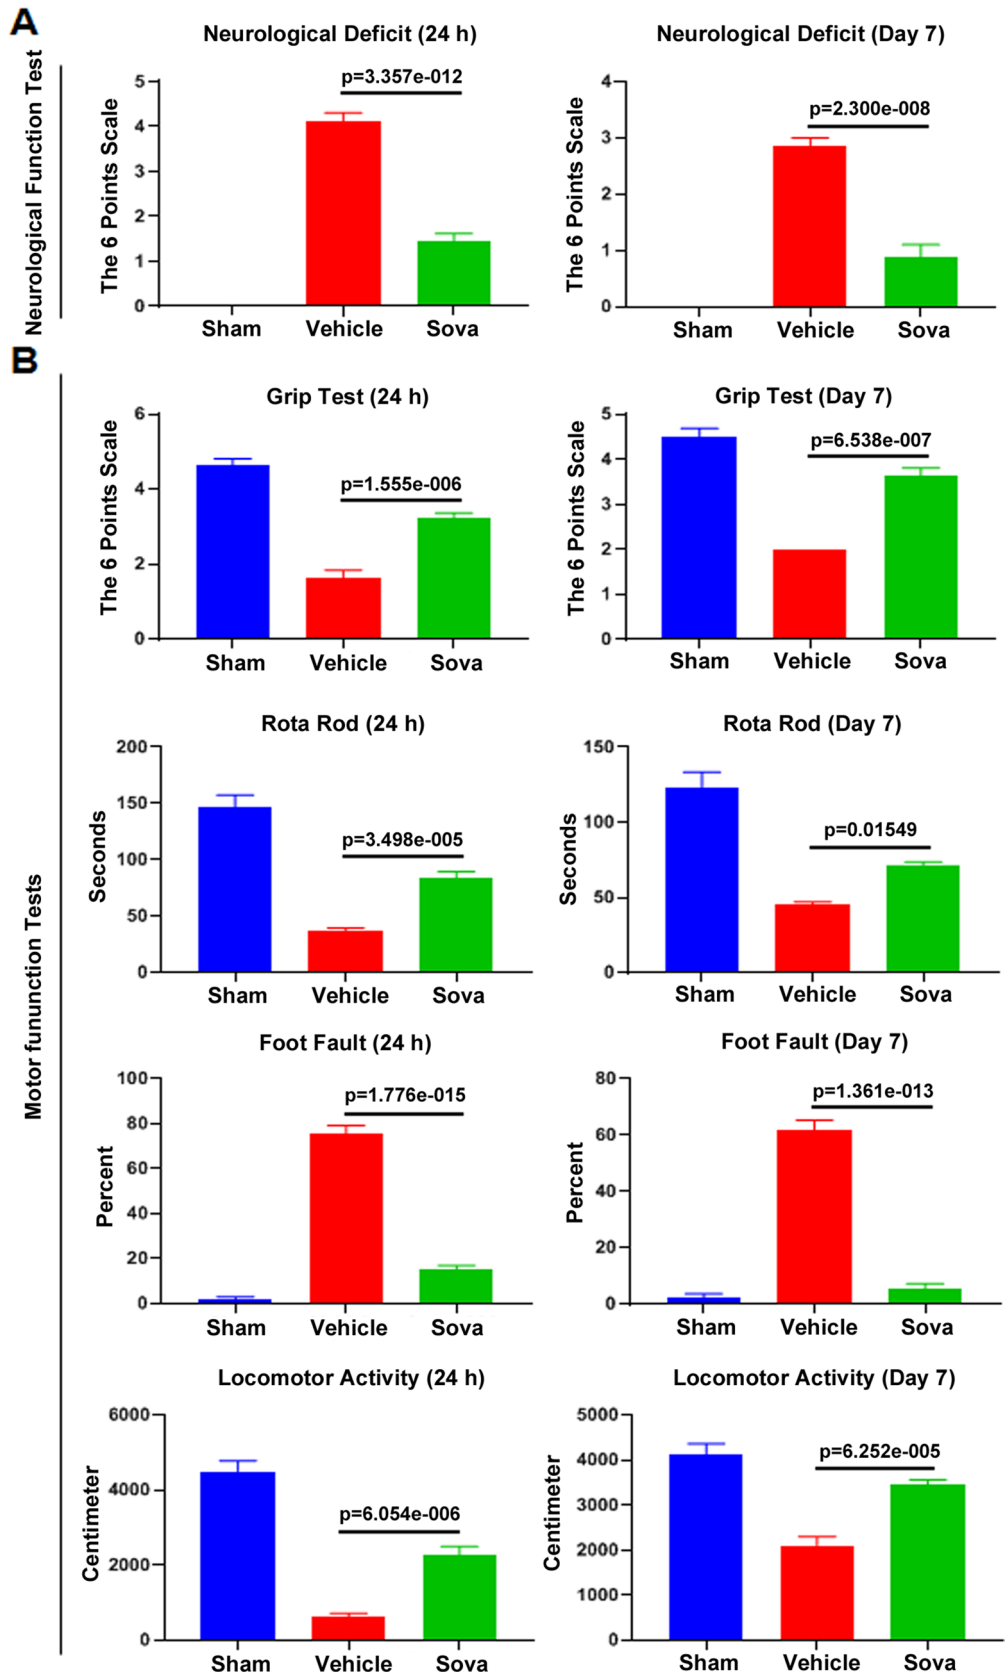 A
Neurological Function Test
Neurological Deficit (24 h)
The 6 Points Scale
5
4
3
2
1
0
p=3.357e-012
Sham Vehicle Sova
Neurological Deficit (Day 7)
The 6 Points Scale
4
3
2
1
0
p=2.300e-008
Sham Vehicle Sova
B
Motor fununction Tests
Grip Test (24 h)
The 6 Points Scale
6
4
2
0
p=1.555e-006
Sham Vehicle Sova
Grip Test (Day 7)
The 6 Points Scale
5
4
3
2
1
0
p=6.538e-007
Sham Vehicle Sova
Rota Rod (24 h)
Seconds
200
150
100
50
0
p=3.498e-005
Sham Vehicle Sova
Rota Rod (Day 7)
Seconds
150
100
50
0
p=0.01549
Sham Vehicle Sova
Foot Fault (24 h)
Percent
100
80
60
40
20
0
p=1.776e-015
Sham Vehicle Sova
Foot Fault (Day 7)
Percent
80
60
40
20
0
p=1.361e-013
Sham Vehicle Sova
Locomotor Activity (24 h)
Centimeter
6000
4000
2000
0
p=6.054e-006
Sham Vehicle Sova
Locomotor Activity (Day 7)
Centimeter
5000
4000
3000
2000
1000
0
p=6.252e-005
Sham Vehicle Sova